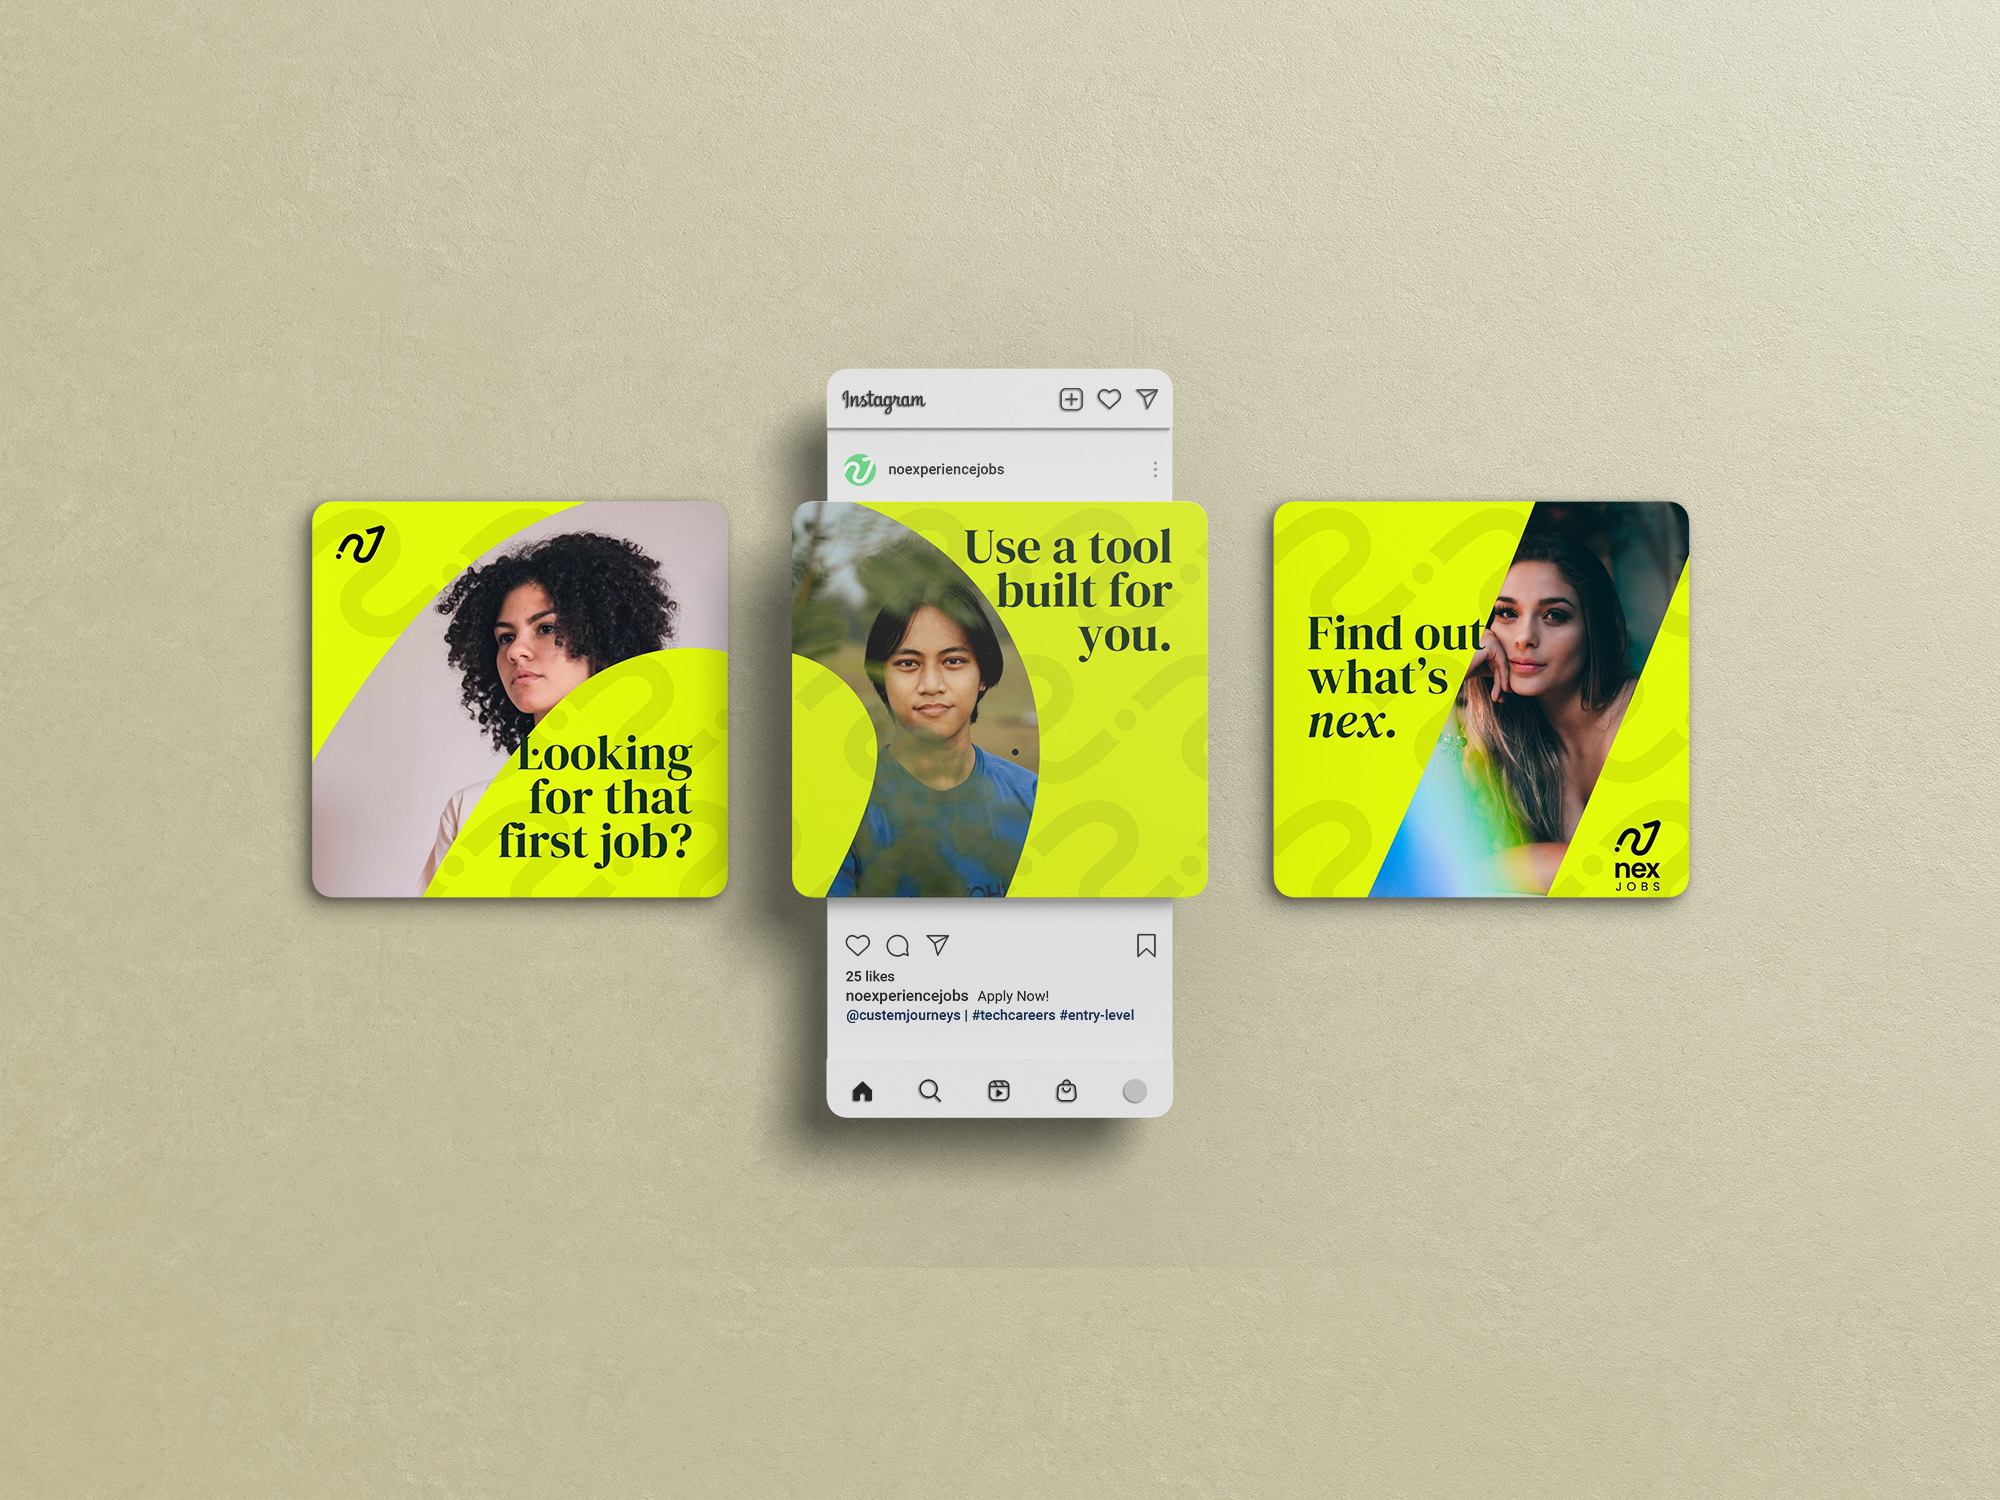 Instagram
noexperiencejobs
Looking
for that
first job?
Use a tool
built for
you.
Find out
what's
nex.
nex
JOBS
25 likes
noexperiencejobs Apply Now!
@custemjourneys | #techcareers #entry-level